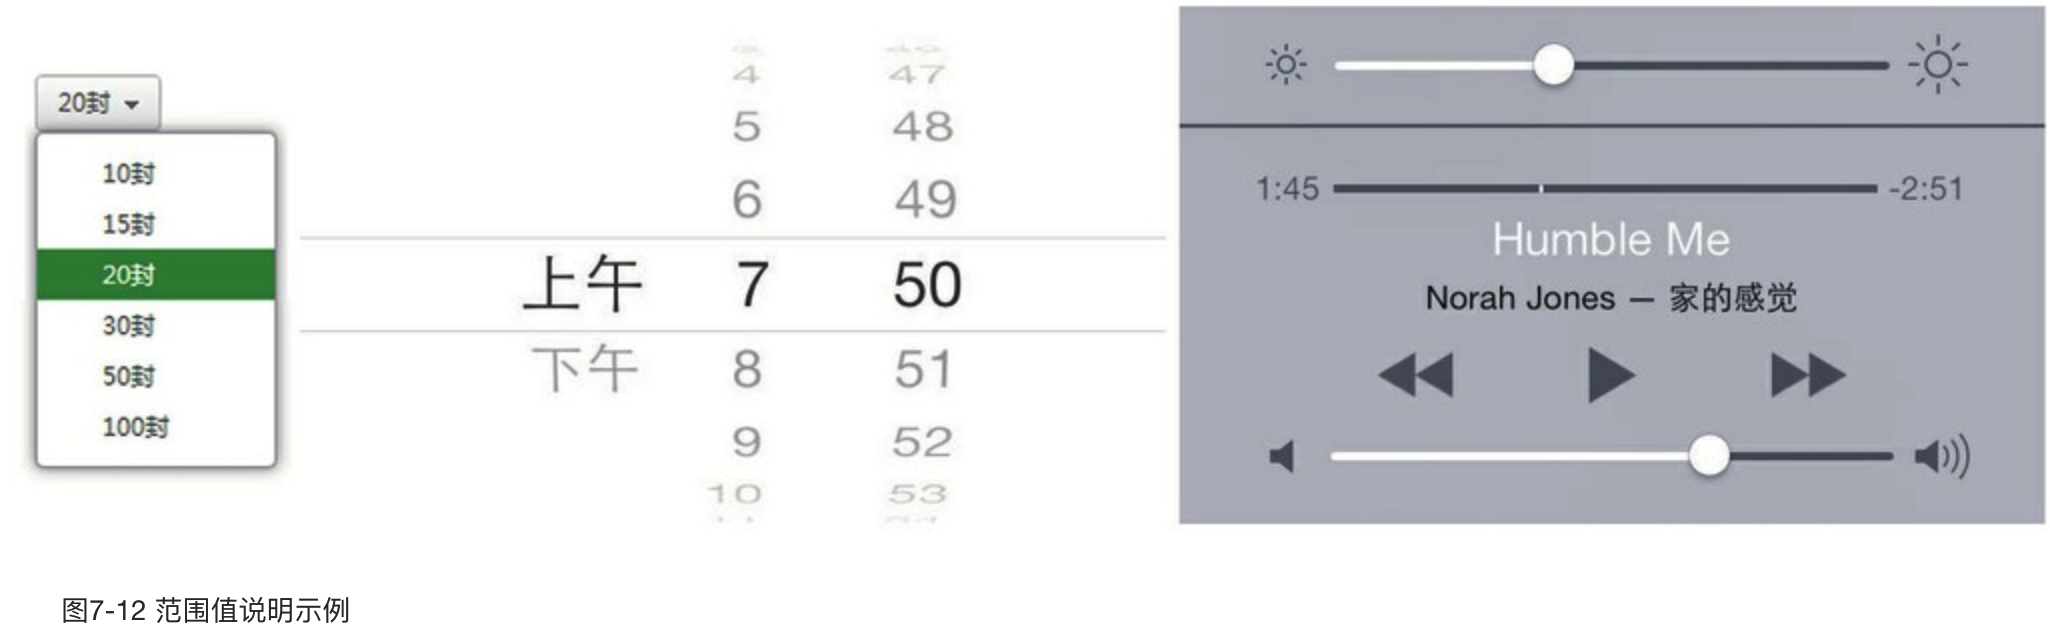 20封
10封
15封
20封
30封
50封
100封
4 47
5 48
6 49
上午 7 50
下午 8 51
9 52
10 53
1:45 -2:51
Humble Me
Norah Jones — 家的感觉
图7-12 范围值说明示例